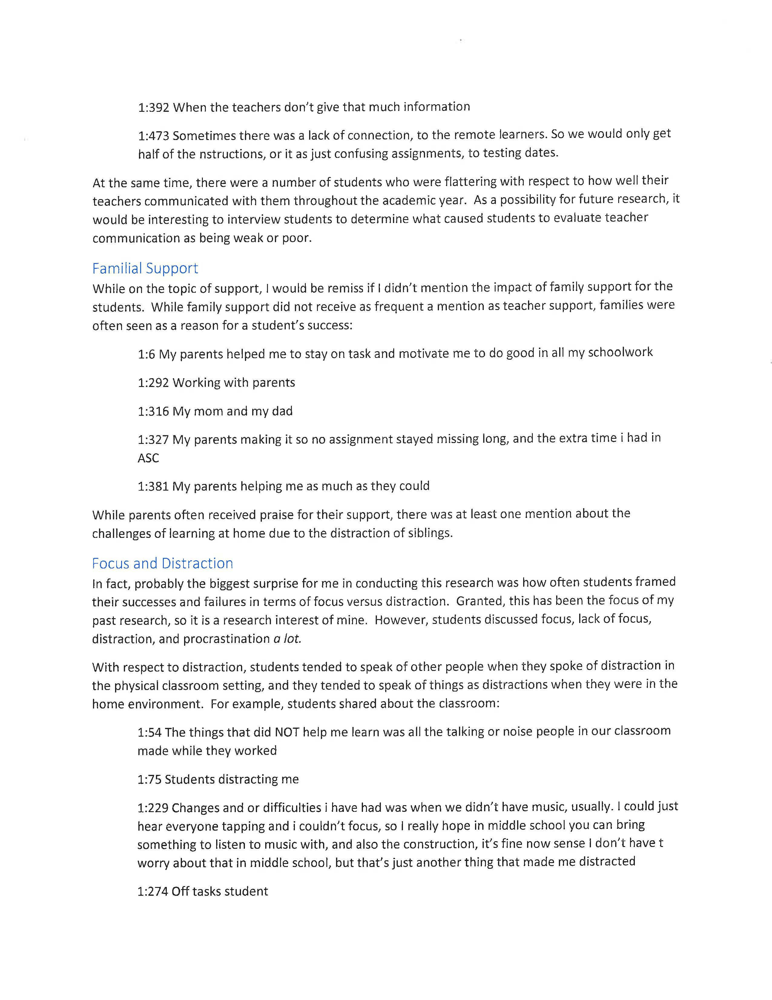 1:392 When the teachers don't give that much information
1:473 Sometimes there was a lack of connection, to the remote learners. So we would only get
half of the nstructions, or it as just confusing assignments, to testing dates.
At the same time, there were a number of students who were flattering with respect to how well their
teachers communicated with them throughout the academic year.  As a possibility for future research, it
would be interesting to interview students to determine what caused students to evaluate teacher
communication as being weak or poor.
Familial Support
While on the topic of support, I would be remiss if I didn't mention the impact of family support for the
students.  While family support did not receive as frequent a mention as teacher support, families were
often seen as a reason for a student's success:
1:6 My parents helped me to stay on task and motivate me to do good in all my schoolwork
1:292 Working with parents
1:316 My mom and my dad
1:327 My parents making it so no assignment stayed missing long, and the extra time i had in
ASC
1:381 My parents helping me as much as they could
While parents often received praise for their support, there was at least one mention about the
challenges of learning at home due to the distraction of siblings.
Focus and Distraction
In fact, probably the biggest surprise for me in conducting this research was how often students framed
their successes and failures in terms of focus versus distraction.  Granted, this has been the focus of my
past research, so it is a research interest of mine.  However, students discussed focus, lack of focus,
distraction, and procrastination a lot.
With respect to distraction, students tended to speak of other people when they spoke of distraction in
the physical classroom setting, and they tended to speak of things as distractions when they were in the
home environment.  For example, students shared about the classroom:
1:54 The things that did NOT help me learn was all the talking or noise people in our classroom
made while they worked
1:75 Students distracting me
1:229 Changes and or difficulties i have had was when we didn't have music, usually. I could just
hear everyone tapping and i couldn't focus, so I really hope in middle school you can bring
something to listen to music with, and also the construction, it's fine now sense I don't have t
worry about that in middle school, but that's just another thing that made me distracted
1:274 Off tasks student